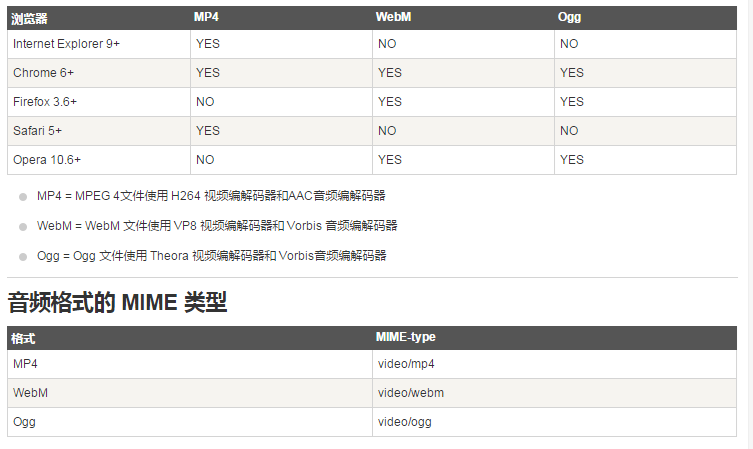 浏览器 MP4 WebM Ogg
Internet Explorer 9+ YES NO NO
Chrome 6+ YES YES YES
Firefox 3.6+ NO YES YES
Safari 5+ YES NO NO
Opera 10.6+ NO YES YES
MP4 = MPEG 4文件使用 H264 视频编解码器和AAC音频编解码器
WebM = WebM 文件使用 VP8 视频编解码器和 Vorbis 音频编解码器
Ogg = Ogg 文件使用 Theora 视频编解码器和 Vorbis音频编解码器
音频格式的 MIME 类型
格式 MIME-type
MP4 video/mp4
WebM video/webm
Ogg video/ogg